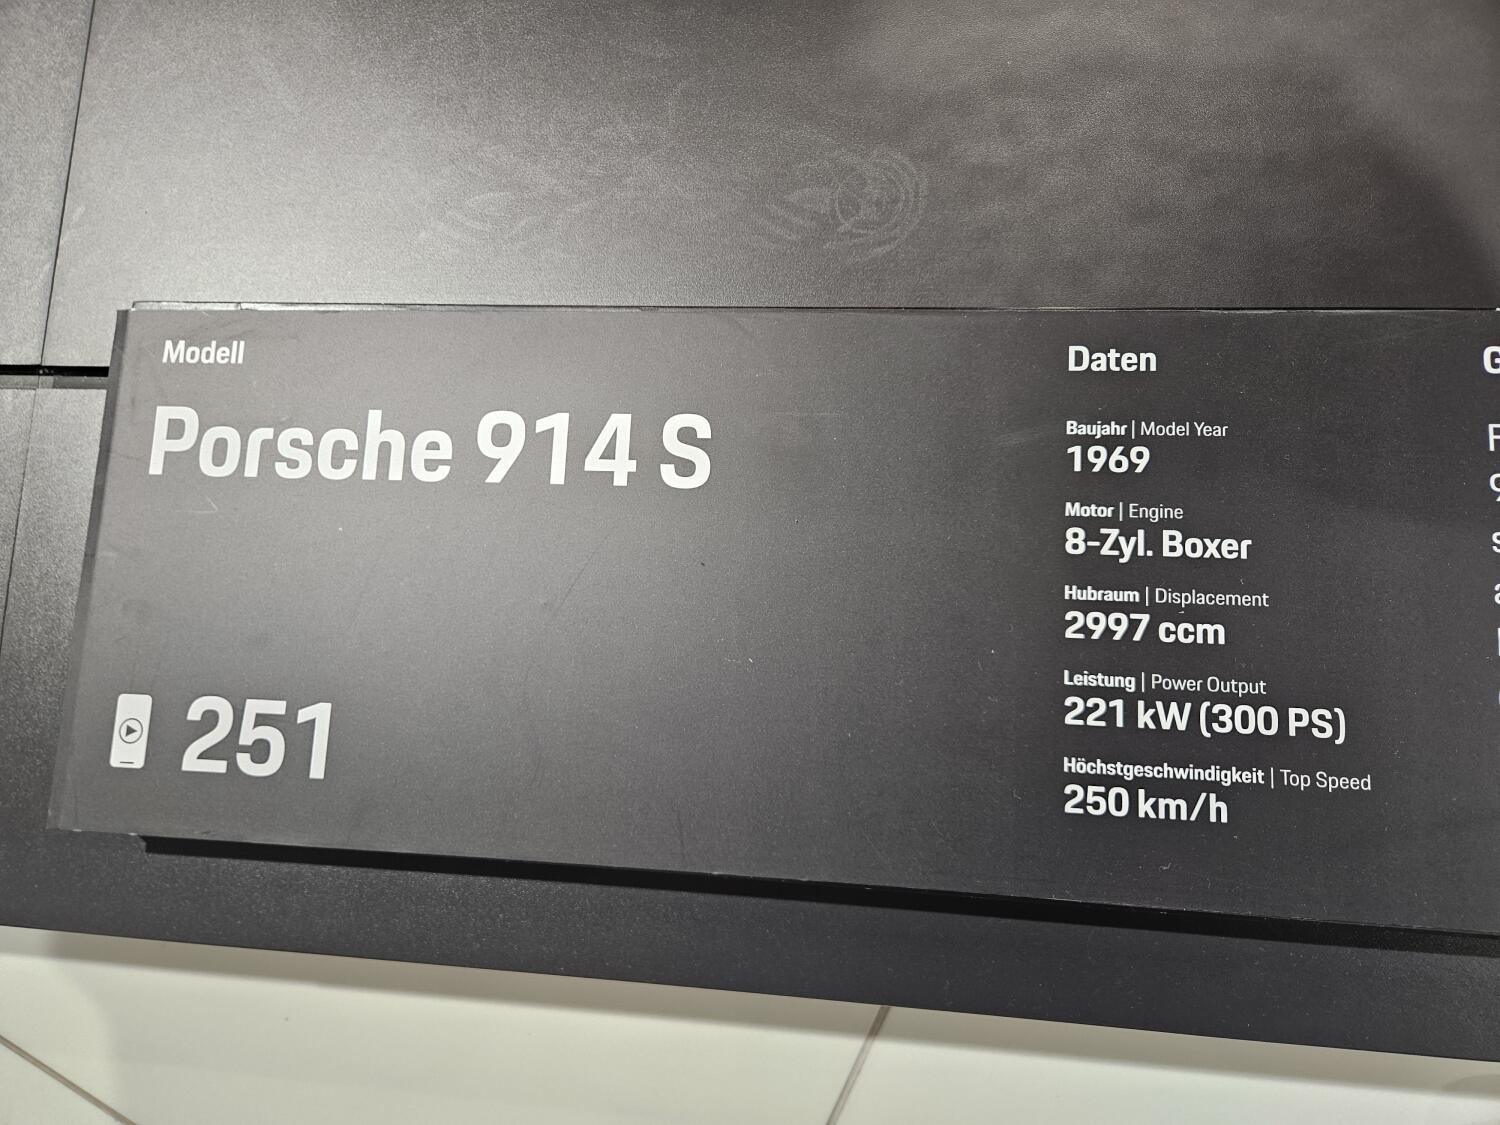 Modell
Porsche 914 S
251
Daten
Baujahr | Model Year
1969
Motor | Engine
8-Zyl. Boxer
Hubraum | Displacement
2997 ccm
Leistung | Power Output
221 kW (300 PS)
Höchstgeschwindigkeit | Top Speed
250 km/h